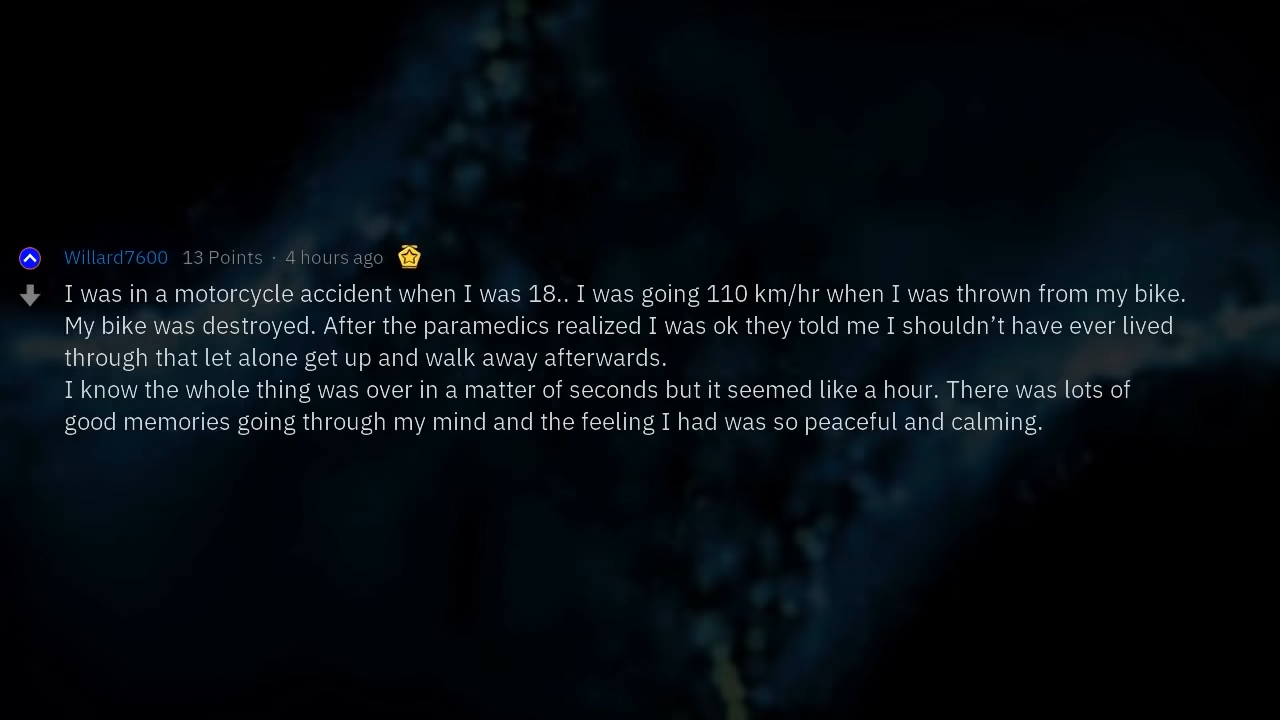 Willard7600 13 Points · 4 hours ago
I was in a motorcycle accident when I was 18.. I was going 110 km/hr when I was thrown from my bike.
My bike was destroyed. After the paramedics realized I was ok they told me I shouldn’t have ever lived
through that let alone get up and walk away afterwards.
I know the whole thing was over in a matter of seconds but it seemed like a hour. There was lots of
good memories going through my mind and the feeling I had was so peaceful and calming.